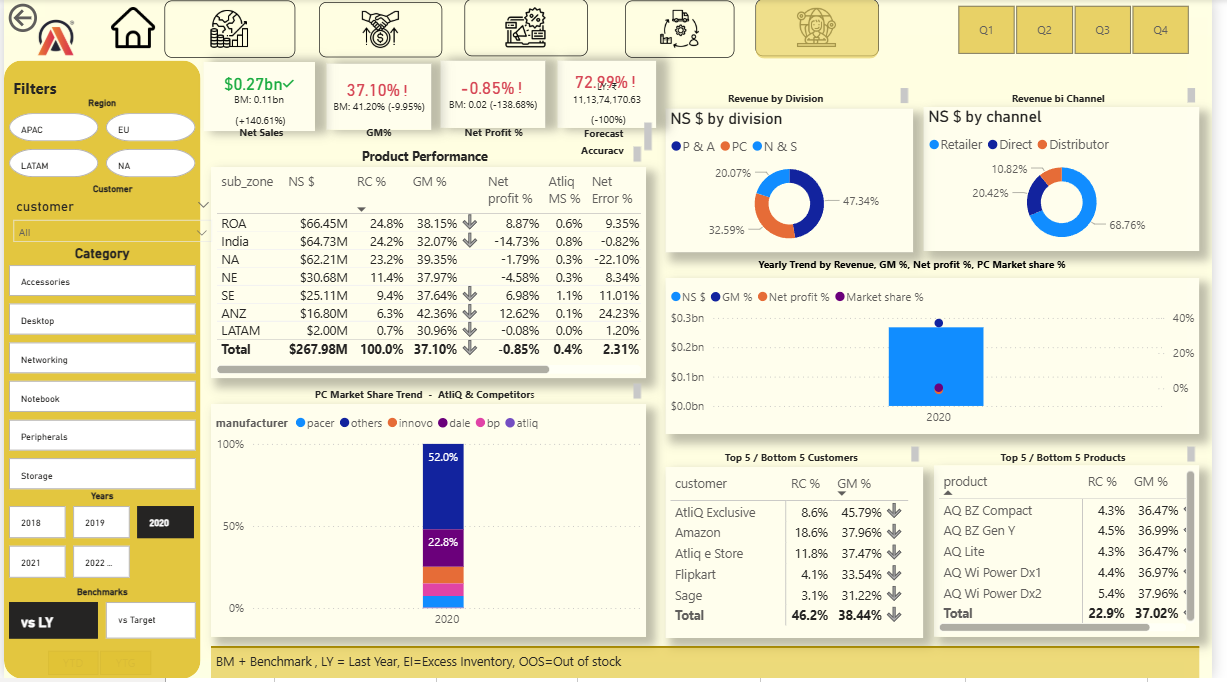 Q1 Q2 Q3 Q4
Filters
Region
APAC EU
LATAM NA
Customer
customer
All
Category
Accessories
Desktop
Networking
Notebook
Peripherals
Storage
Years
2018 2019 2020
2021 2022 ...
Benchmarks
vs LY vs Target
$0.27bn✓
BM: 0.11bn
(+140.61%)
Net Sales
37.10% !
BM: 41.20% (-9.95%)
GM%
-0.85% !
BM: 0.02 (-138.68%)
Net Profit %
72.99% !
11,13,74,170.63
(-100%)
Forecast
Accuracy
Product Performance
sub_zone NS $ RC % GM % Net profit % Atliq MS % Net Error %
ROA $66.45M 24.8% 38.15% 8.87% 0.6% 9.35%
India $64.73M 24.2% 32.07% -14.73% 0.8% -0.82%
NA $62.21M 23.2% 39.35% -1.79% 0.3% -22.10%
NE $30.68M 11.4% 37.97% -4.58% 0.3% 8.34%
SE $25.11M 9.4% 37.64% 6.98% 1.1% 11.01%
ANZ $16.80M 6.3% 42.36% 12.62% 0.1% 24.23%
LATAM $2.00M 0.7% 30.96% -0.08% 0.0% 1.20%
Total $267.98M 100.0% 37.10% -0.85% 0.4% 2.31%
PC Market Share Trend - AtliQ & Competitors
manufacturer pacer others innovo dale bp atliq
100%
52.0%
50%
22.8%
0%
2020
Revenue by Division
NS $ by division
P & A PC N & S
20.07%
47.34%
32.59%
Revenue bi Channel
NS $ by channel
Retailer Direct Distributor
10.82%
20.42%
68.76%
Yearly Trend by Revenue, GM %, Net profit %, PC Market share %
NS $ GM % Net profit % Market share %
$0.3bn 40%
$0.2bn 20%
$0.1bn 0%
$0.0bn
2020
Top 5 / Bottom 5 Customers
customer RC % GM %
AtliQ Exclusive 8.6% 45.79%
Amazon 18.6% 37.96%
Atliq e Store 11.8% 37.47%
Flipkart 4.1% 33.54%
Sage 3.1% 31.22%
Total 46.2% 38.44%
Top 5 / Bottom 5 Products
product RC % GM %
AQ BZ Compact 4.3% 36.47%
AQ BZ Gen Y 4.5% 36.99%
AQ Lite 4.3% 36.47%
AQ Wi Power Dx1 4.4% 36.97%
AQ Wi Power Dx2 5.4% 37.96%
Total 22.9% 37.02%
BM + Benchmark , LY = Last Year, EI=Excess Inventory, OOS=Out of stock